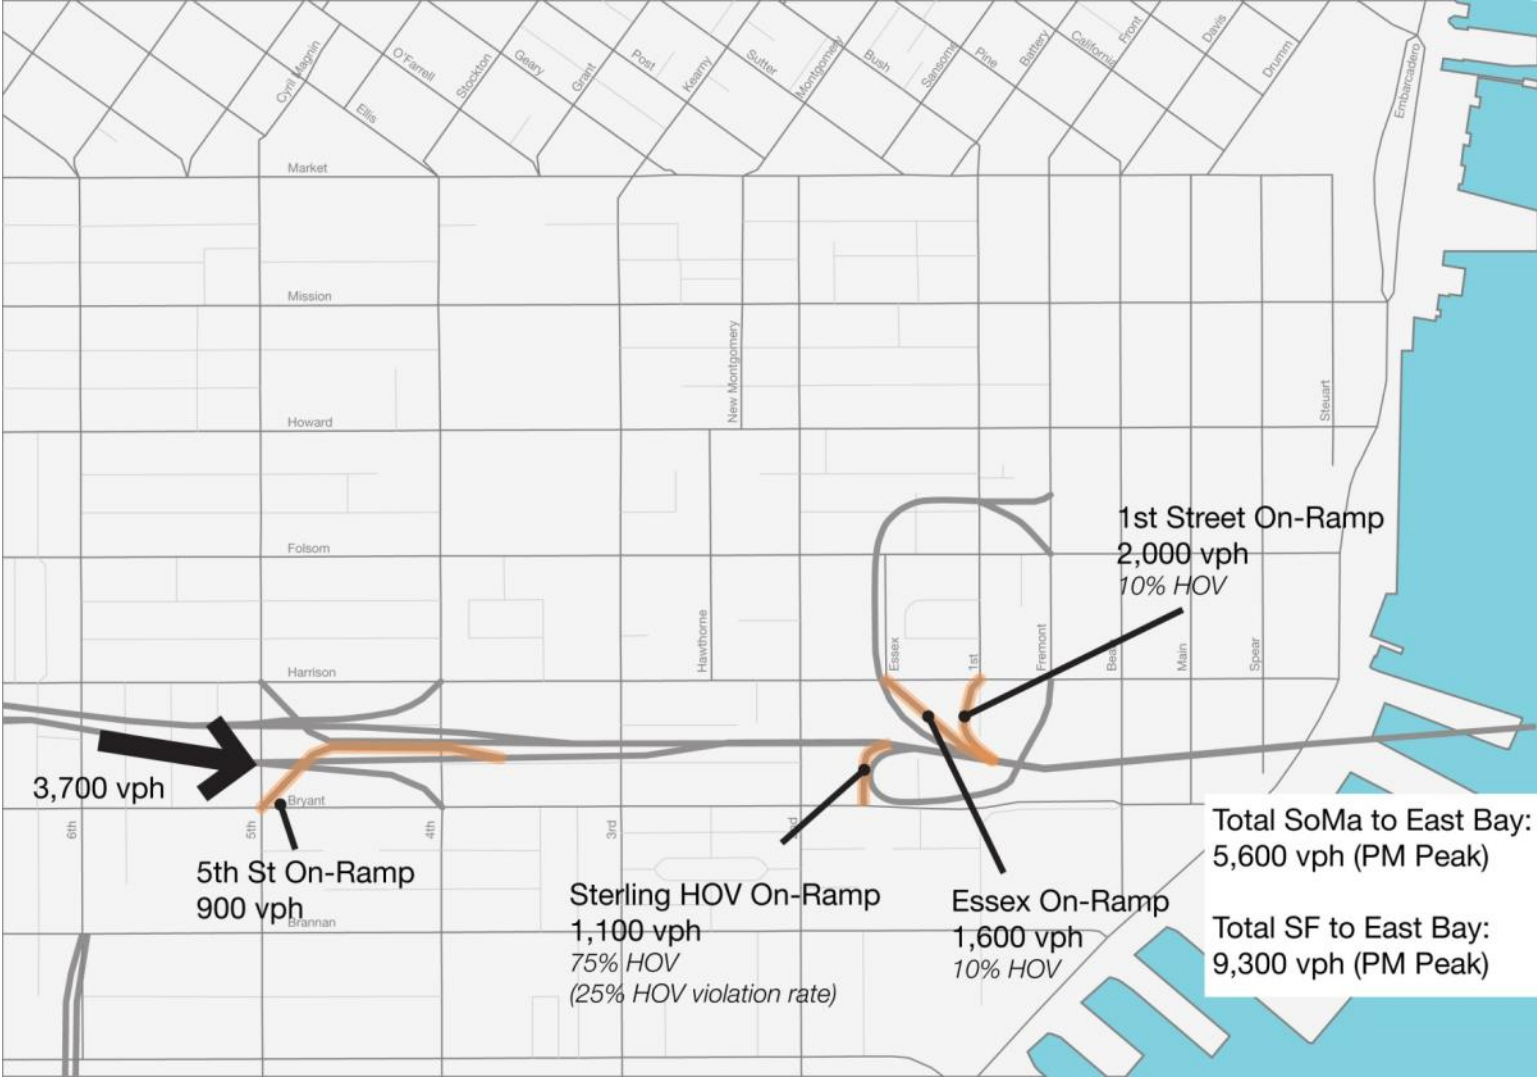 Cyril Magnin
O'Farrell
Ellis
Stockton
Geary
Grant
Post
Kearny
Sutter
Montgomery
Bush
Sansome
Pine
Battery
California
Front
Davis
Drumm
Embarcadero
Market
Mission
New Montgomery
Steuart
Howard
1st Street On-Ramp
2,000 vph
10% HOV
Folsom
Hawthorne
Essex
1st
Fremont
Main
Spear
Harrison
3,700 vph
Bryant
6th
5th
4th
3rd
Total SoMa to East Bay:
5,600 vph (PM Peak)
5th St On-Ramp
900 vph
Sterling HOV On-Ramp
1,100 vph
75% HOV
(25% HOV violation rate)
Essex On-Ramp
1,600 vph
10% HOV
Brannan
Total SF to East Bay:
9,300 vph (PM Peak)